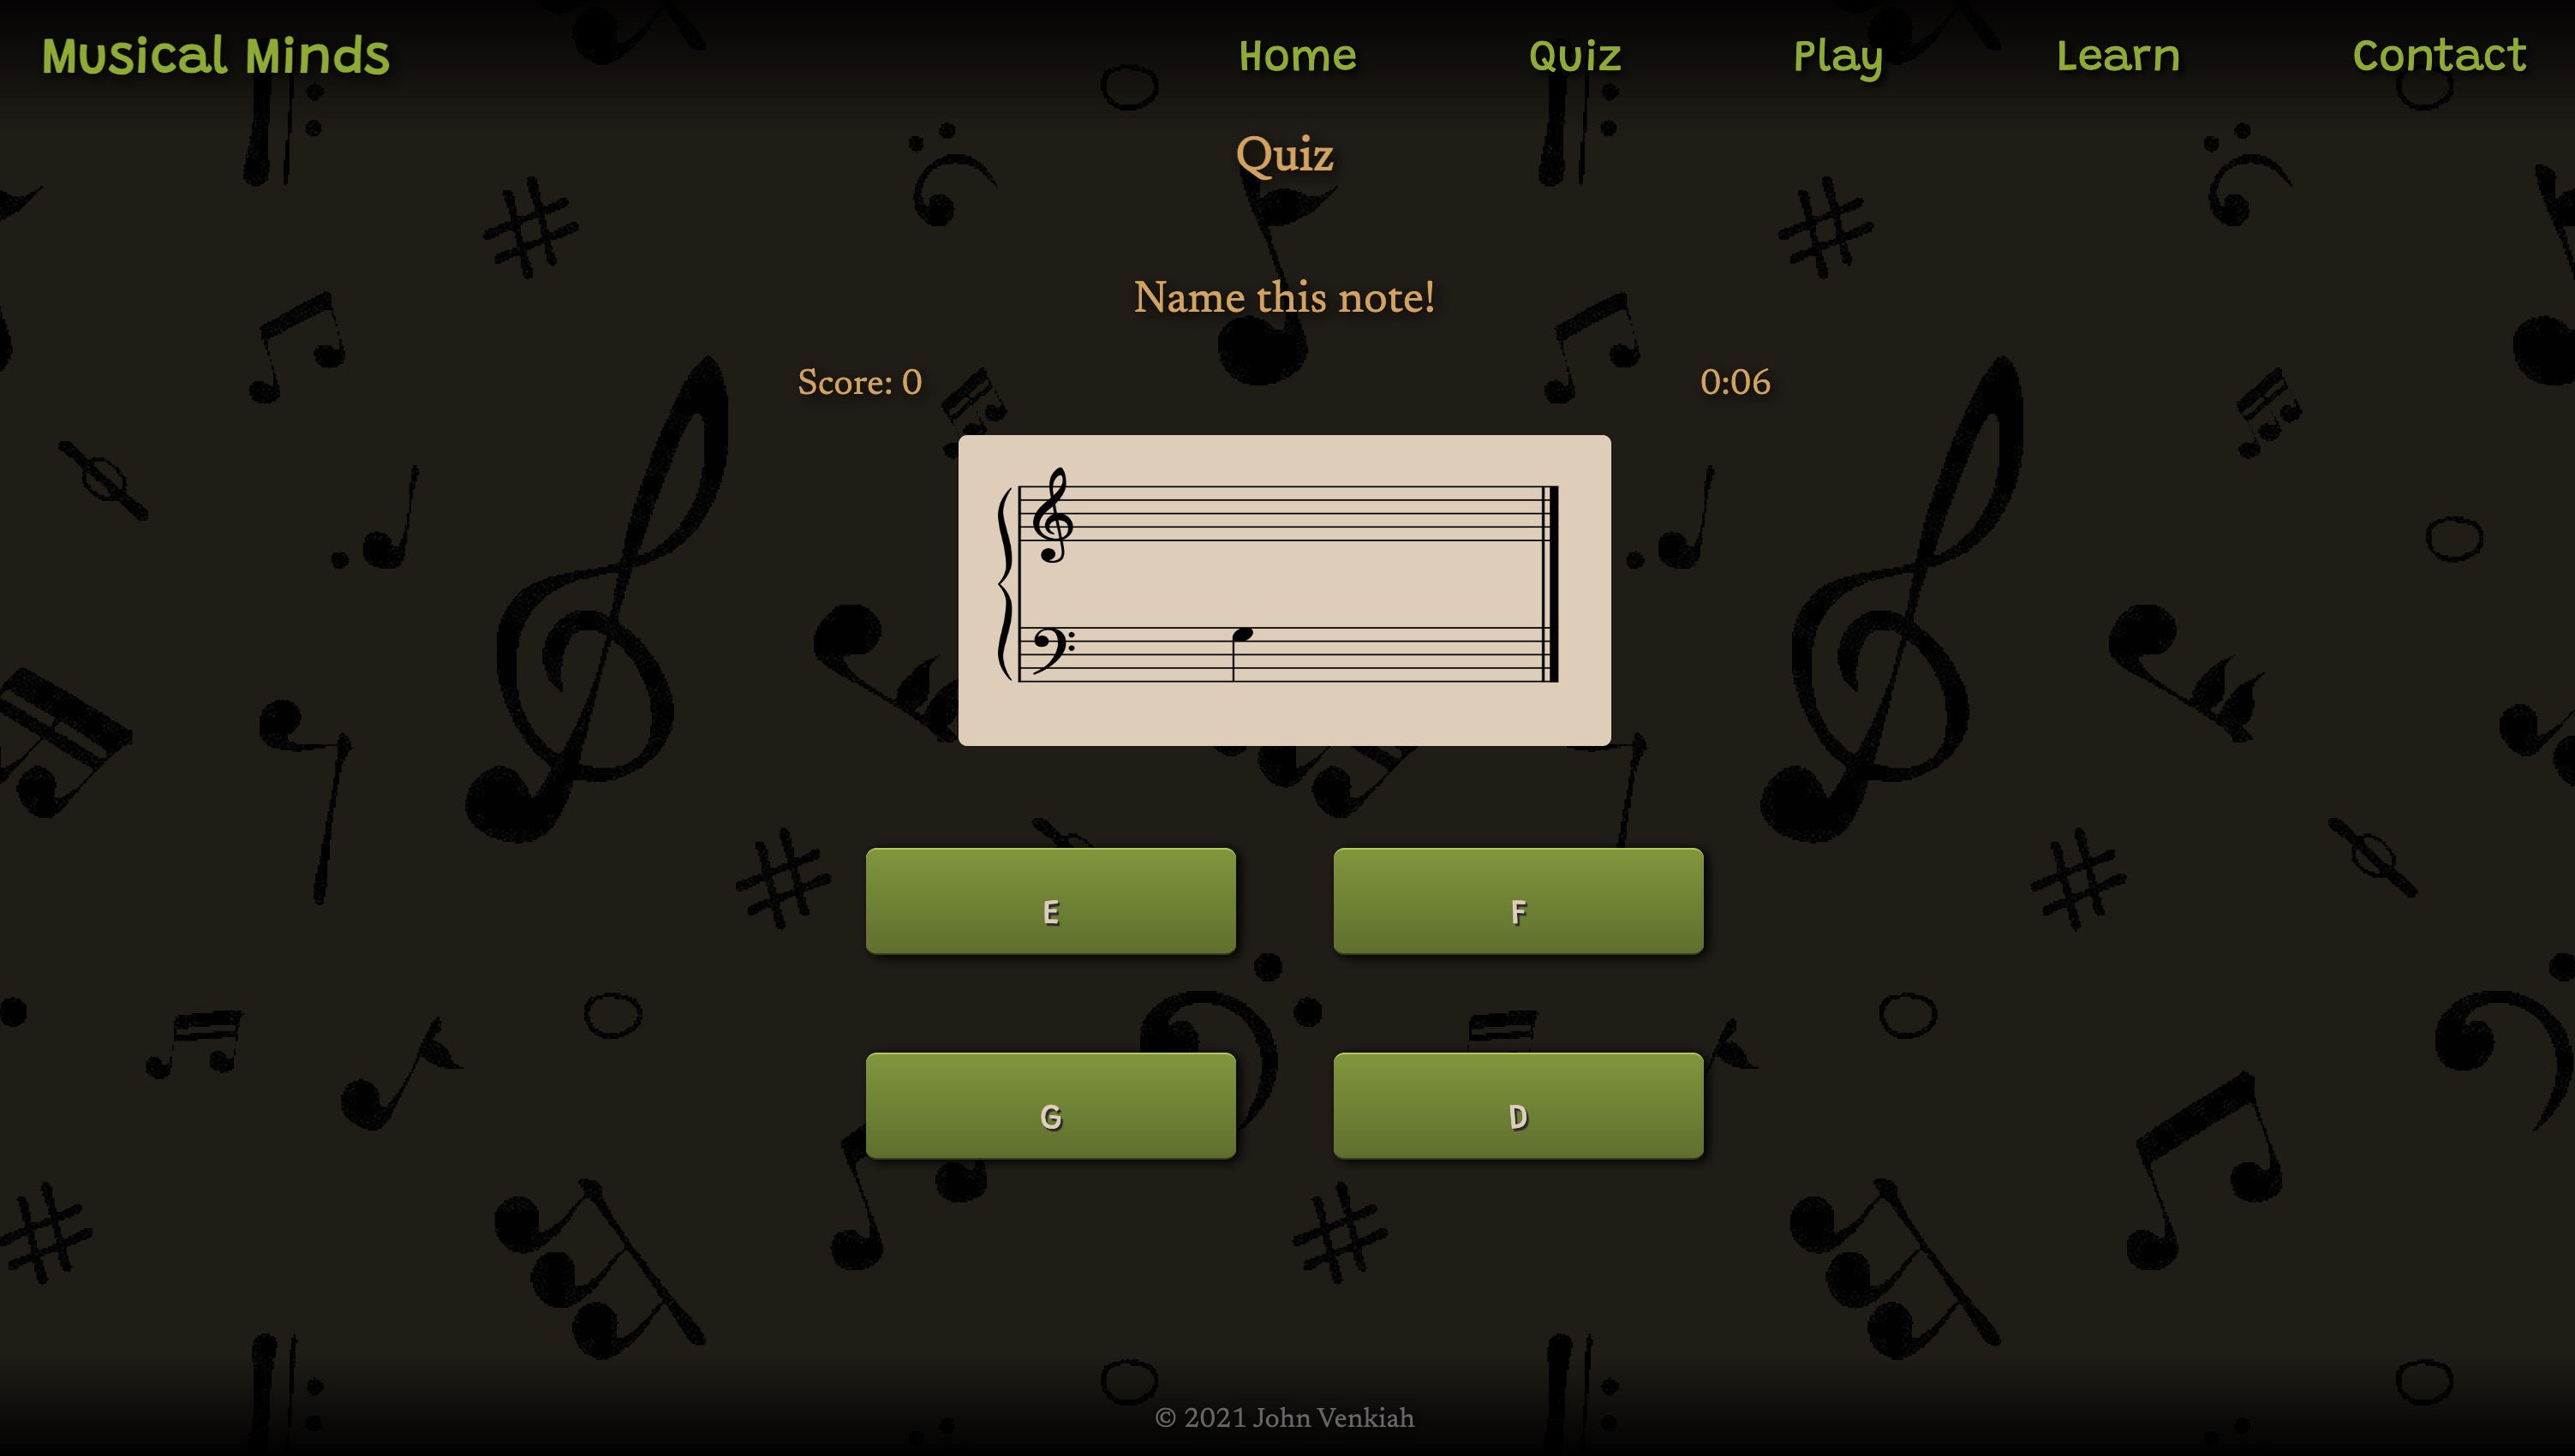 Musical Minds Home Quiz Play Learn Contact
Quiz
Name this note!
Score: 0 0:06
E F
G D
© 2021 John Venkiah